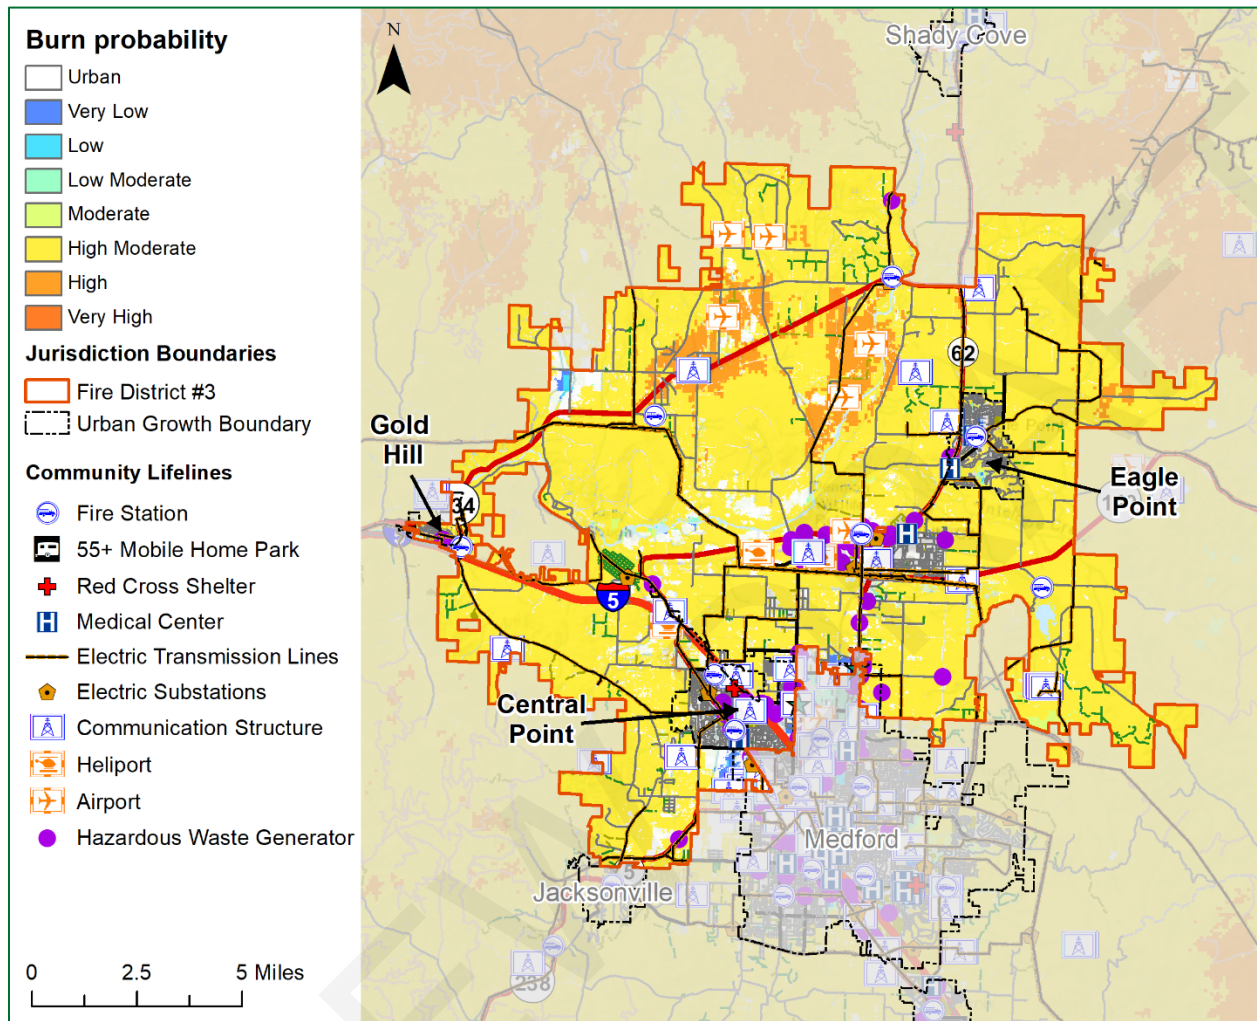 Burn probability
Urban
Very Low
Low
Low Moderate
Moderate
High Moderate
High
Very High
Jurisdiction Boundaries
Fire District #3
Urban Growth Boundary
Community Lifelines
Fire Station
55+ Mobile Home Park
Red Cross Shelter
Medical Center
Electric Transmission Lines
Electric Substations
Communication Structure
Heliport
Airport
Hazardous Waste Generator
0
2.5
5 Miles
N
Shady Cove
62
Gold
Hill
34
Eagle
Point
5
Central
Point
Medford
Jacksonville
238